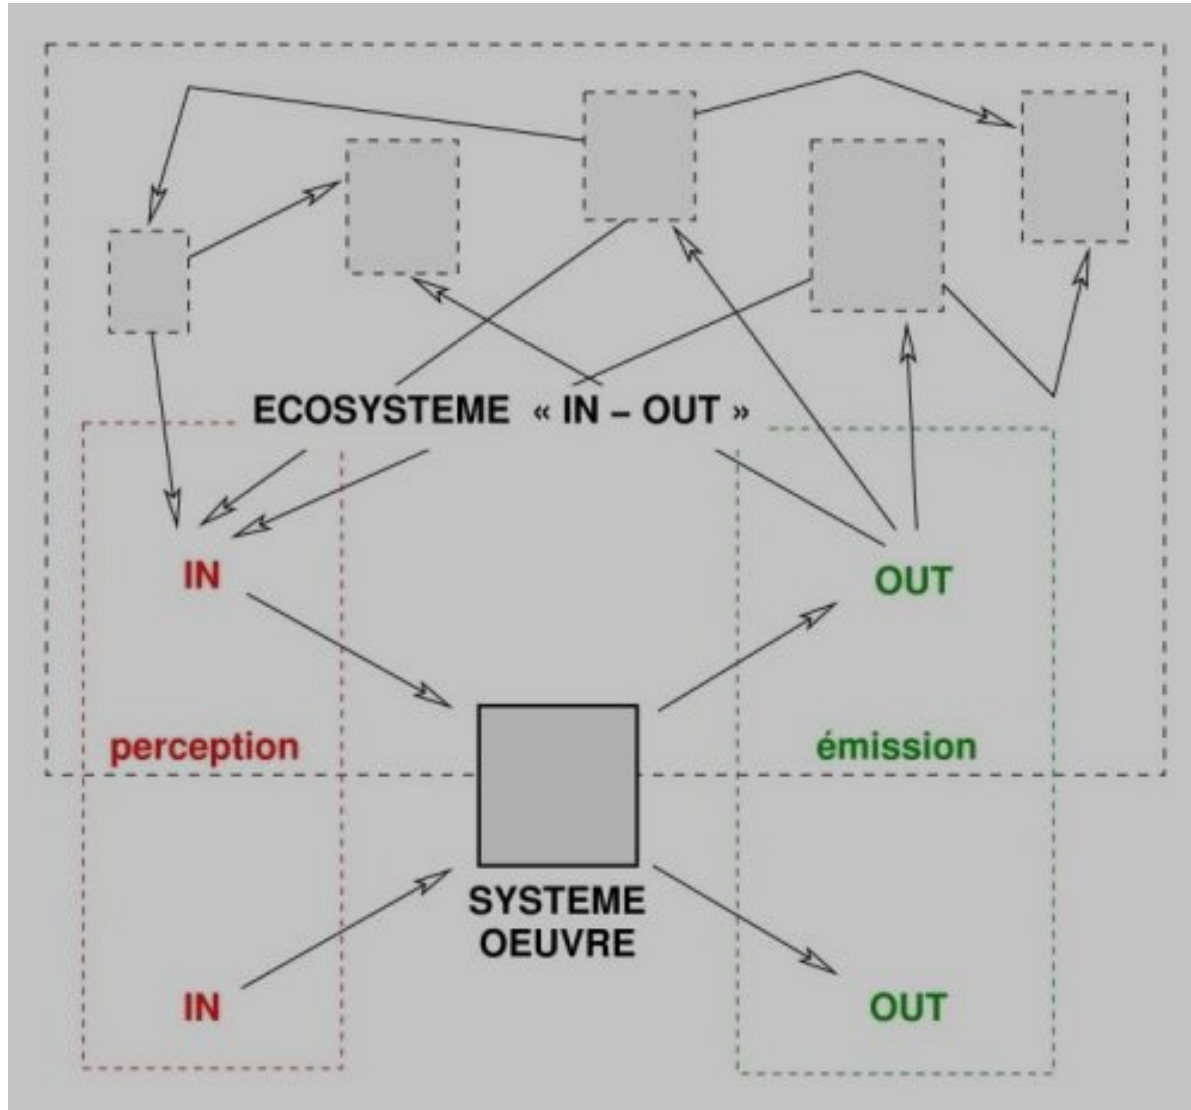 ECOSYSTEME « IN – OUT »
IN
OUT
perception
émission
SYSTEME
OEUVRE
IN
OUT